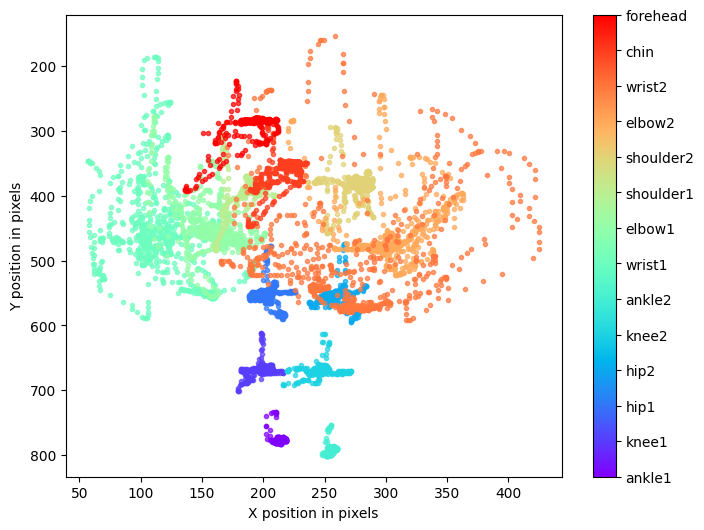 200
300
400
500
600
700
800
Y position in pixels
50
100
150
200
250
300
350
400
X position in pixels
forehead
chin
wrist2
elbow2
shoulder2
shoulder1
elbow1
wrist1
ankle2
knee2
hip2
hip1
knee1
ankle1